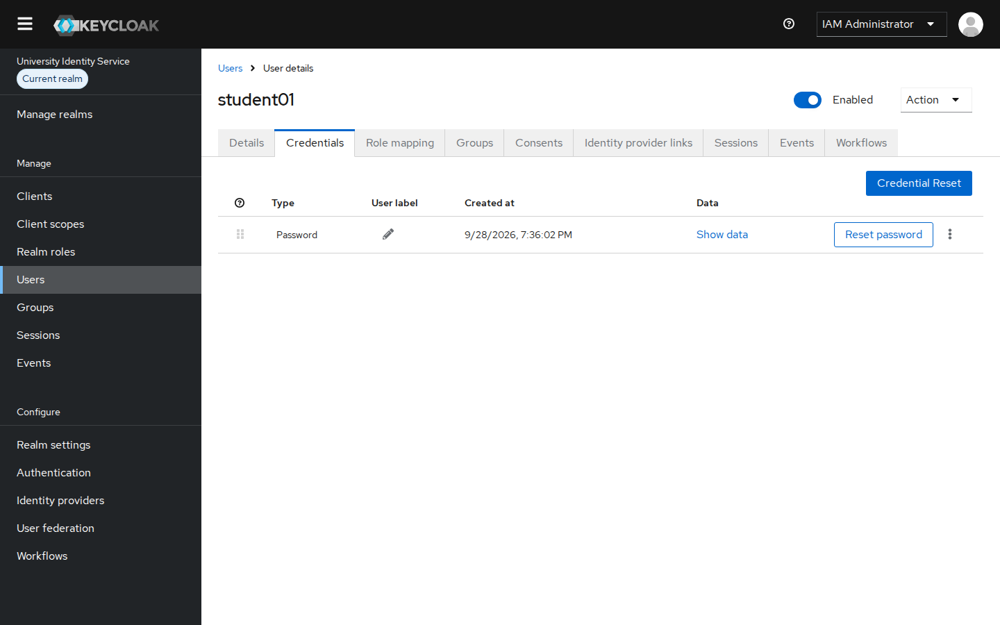 KEYCLOAK
IAM Administrator
University Identity Service
Current realm
Manage realms
Manage
Clients
Client scopes
Realm roles
Users
Groups
Sessions
Events
Configure
Realm settings
Authentication
Identity providers
User federation
Workflows
Users > User details
student01
Enabled
Action
Details Credentials Role mapping Groups Consents Identity provider links Sessions Events Workflows
Credential Reset
Type User label Created at Data
Password 9/28/2026, 7:36:02 PM Show data Reset password